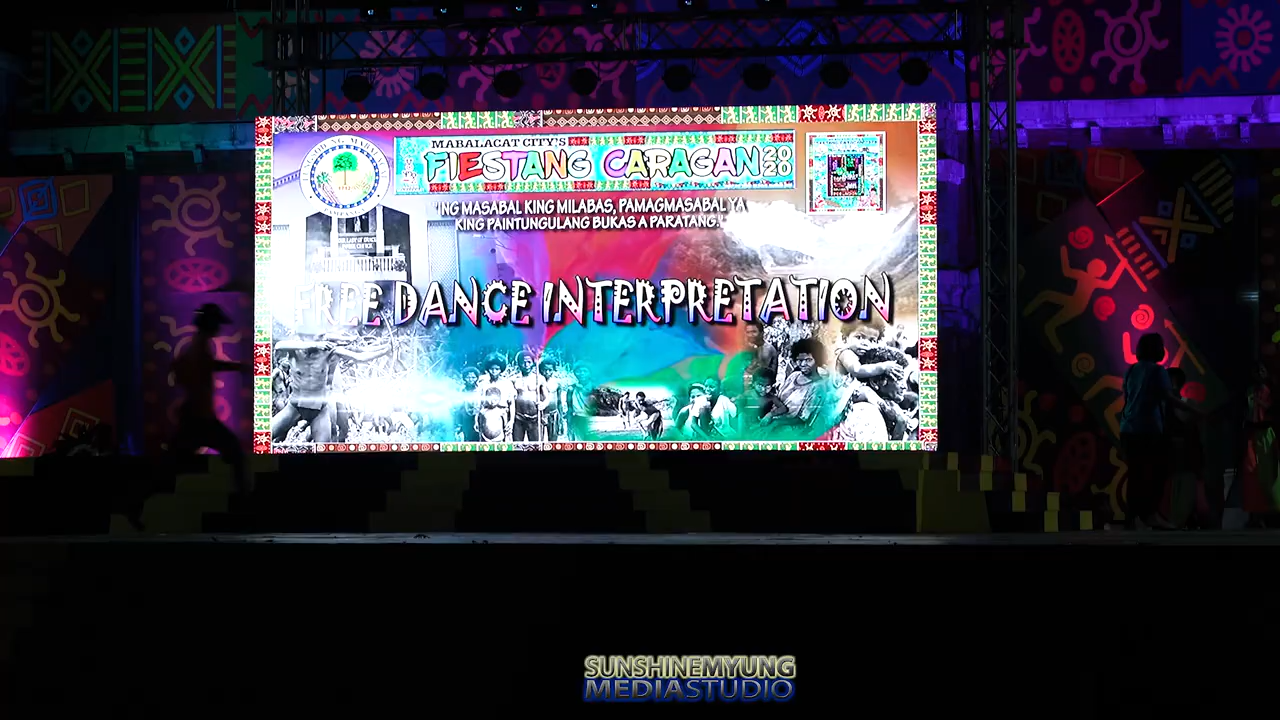 MABALACAT CITY'S
FIESTANG CARAGAN 2020
"ING MASABAL KING MILABAS, PAMAGMASABAL YA
KING PAINTUNGULANG BUKAS A PARATANG."
FREE DANCE INTERPRETATION
SUNSHINEMYUNG
MEDIASTUDIO